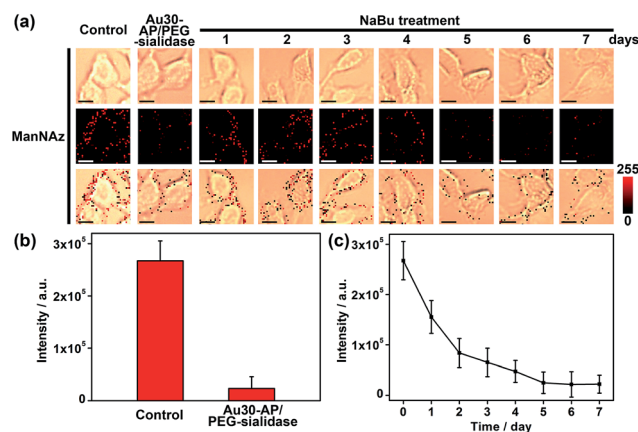 (a)
Control
Au30-
AP/PEG
-sialidase
NaBu treatment
1 2 3 4 5 6 7 days
ManNAz
255
0
(b)
3x10⁵
2x10⁵
1x10⁵
0
Intensity / a.u.
Control
Au30-AP/
PEG-sialidase
(c)
3x10⁵
2x10⁵
1x10⁵
0
Intensity / a.u.
0 1 2 3 4 5 6 7
Time / day